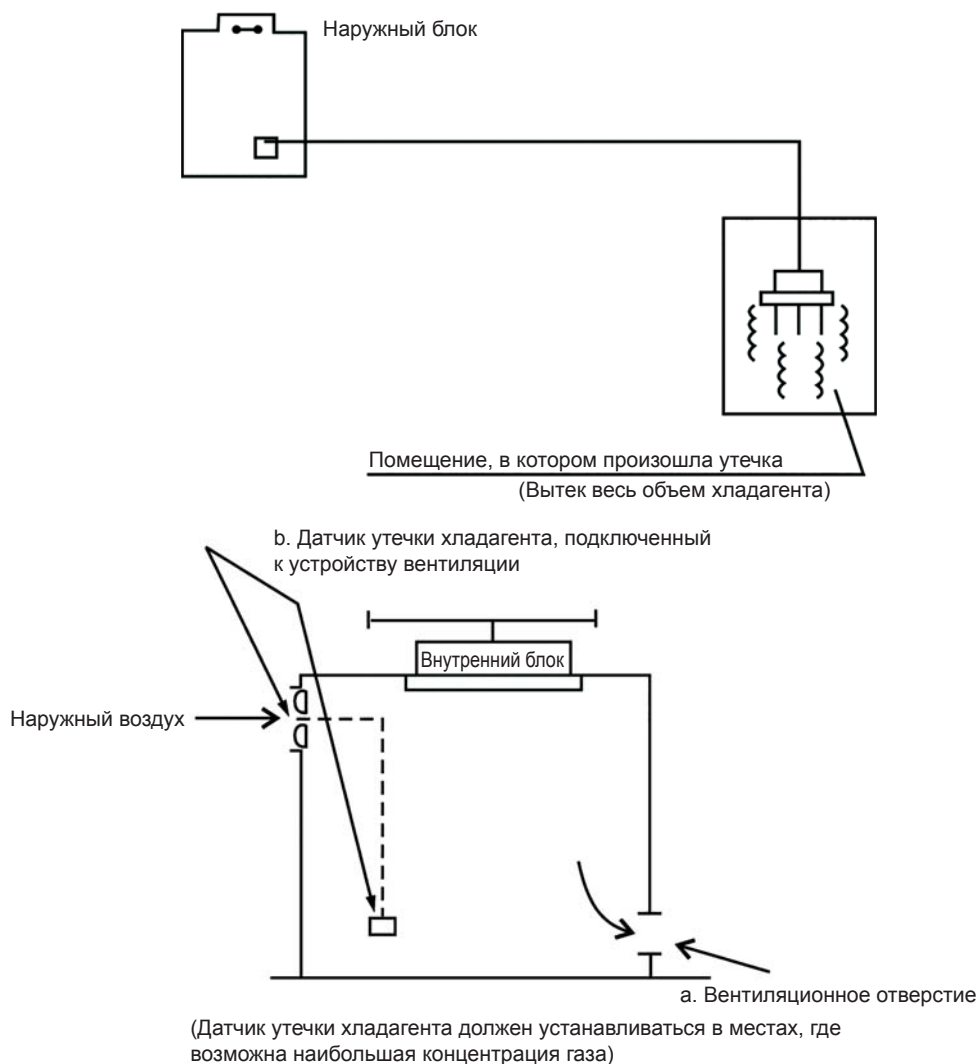 Наружный блок
Помещение, в котором произошла утечка
(Вытек весь объем хладагента)
b. Датчик утечки хладагента, подключенный
к устройству вентиляции
Внутренний блок
Наружный воздух
a. Вентиляционное отверстие
(Датчик утечки хладагента должен устанавливаться в местах, где
возможна наибольшая концентрация газа)